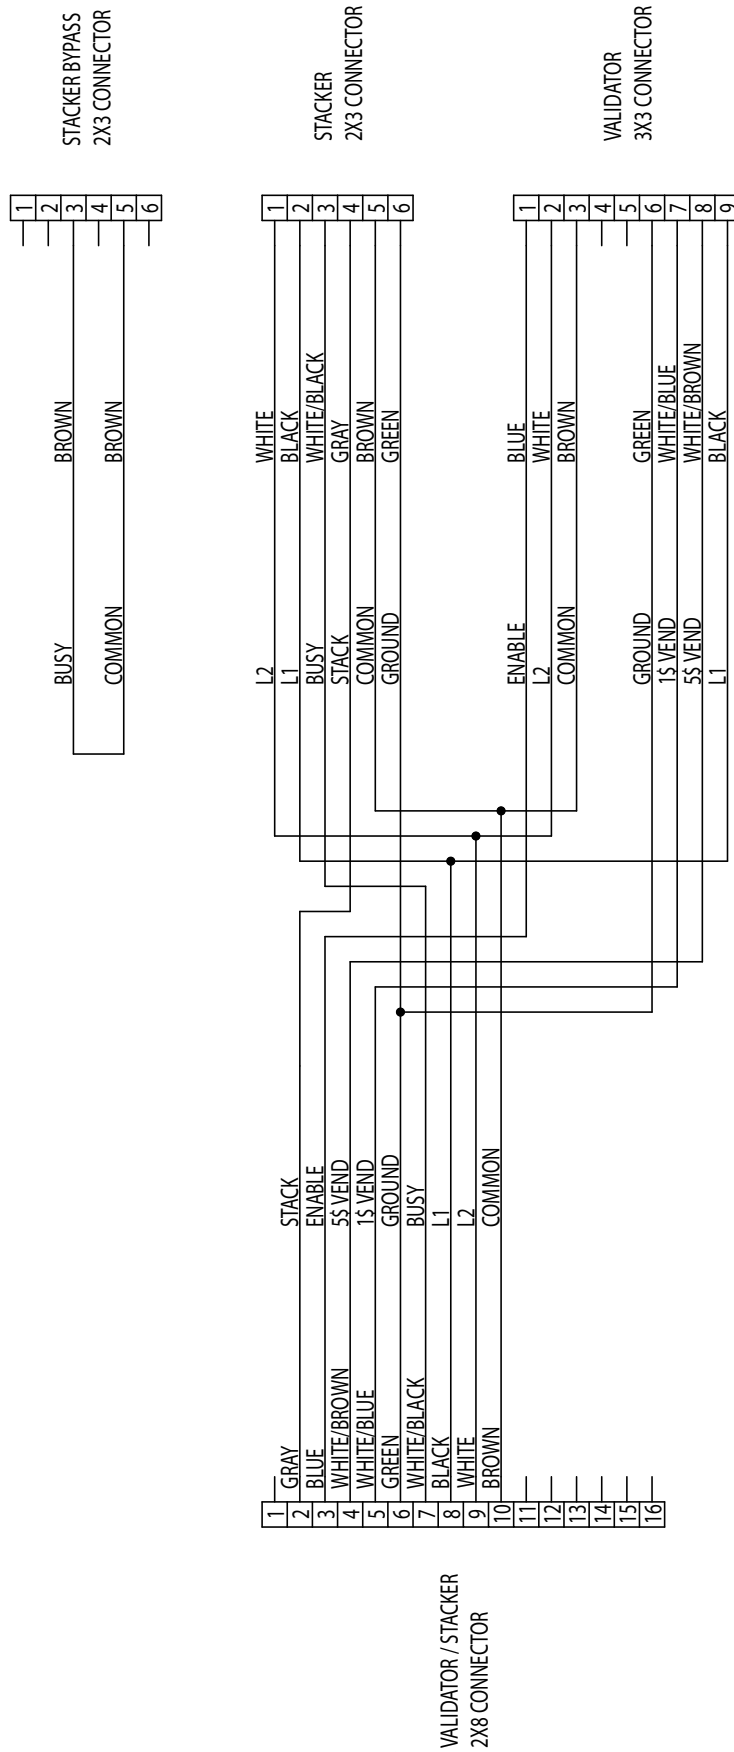 STACKER BYPASS
2X3 CONNECTOR
1
2
3
4
5
6
BROWN
BROWN
BUSY
COMMON
STACKER
2X3 CONNECTOR
1
2
3
4
5
6
WHITE
BLACK
WHITE/BLACK
GRAY
BROWN
GREEN
L2
L1
BUSY
STACK
COMMON
GROUND
VALIDATOR
3X3 CONNECTOR
1
2
3
4
5
6
7
8
9
BLUE
WHITE
BROWN
GREEN
WHITE/BLUE
WHITE/BROWN
BLACK
ENABLE
L2
COMMON
GROUND
1$ VEND
5$ VEND
L1
STACK
ENABLE
5$ VEND
1$ VEND
GROUND
BUSY
L1
L2
COMMON
GRAY
BLUE
WHITE/BROWN
WHITE/BLUE
GREEN
WHITE/BLACK
BLACK
WHITE
BROWN
1
2
3
4
5
6
7
8
9
10
11
12
13
14
15
16
VALIDATOR / STACKER
2X8 CONNECTOR